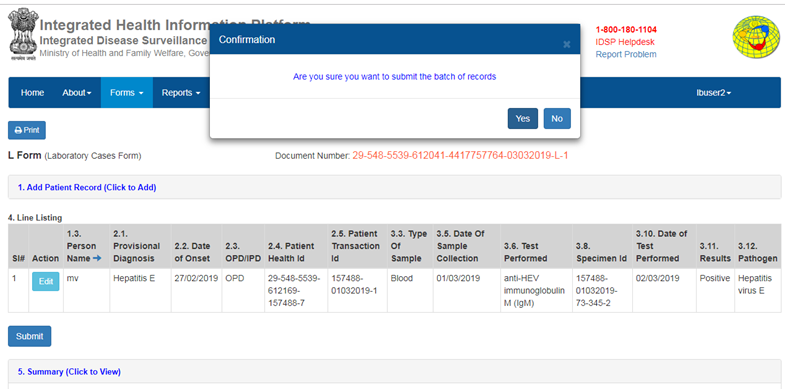 Integrated Health Information Platform
Integrated Disease Surveillance
Ministry of Health and Family Welfare, Gove
1-800-180-1104
IDSP Helpdesk
Report Problem
Confirmation ×
Are you sure you want to submit the batch of records
Yes No
Home About Forms Reports lbuser2
Print
L Form (Laboratory Cases Form) Document Number: 29-548-5539-612041-4417757764-03032019-L-1
1. Add Patient Record (Click to Add)
4. Line Listing
Sl# Action 1.3. Person Name → 2.1. Provisional Diagnosis 2.2. Date of Onset 2.3. OPD/IPD 2.4. Patient Health Id 2.5. Patient Transaction Id 3.3. Type Of Sample 3.5. Date Of Sample Collection 3.6. Test Performed 3.8. Specimen Id 3.10. Date of Test Performed 3.11. Results 3.12. Pathogen
1 Edit mv Hepatitis E 27/02/2019 OPD 29-548-5539-612169-157488-7 157488-01032019-1 Blood 01/03/2019 anti-HEV immunoglobulin M (IgM) 157488-01032019-73-345-2 02/03/2019 Positive Hepatitis virus E
Submit
5. Summary (Click to View)